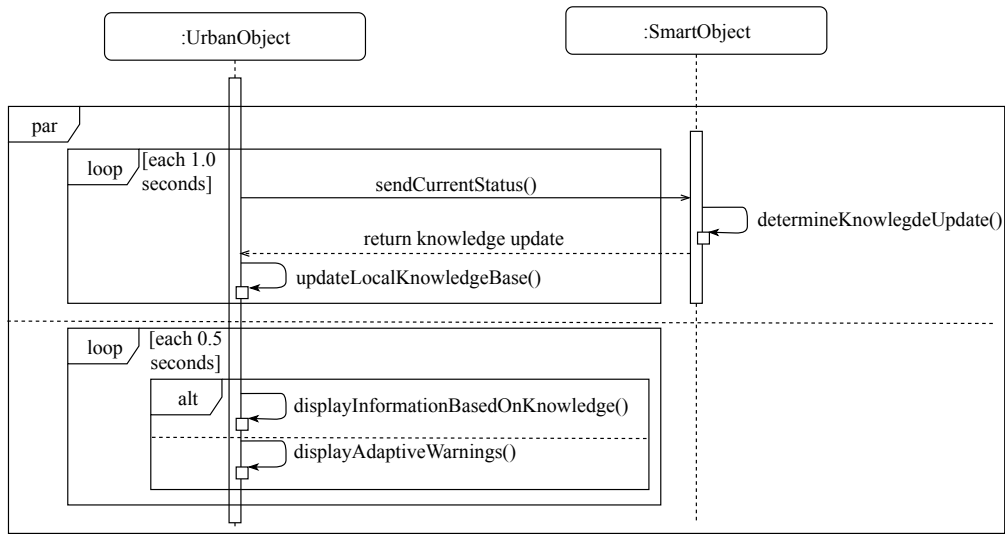 :UrbanObject
:SmartObject
par
loop
[each 1.0
seconds]
sendCurrentStatus()
determineKnowlegdeUpdate()
return knowledge update
updateLocalKnowledgeBase()
loop
[each 0.5
seconds]
alt
displayInformationBasedOnKnowledge()
displayAdaptiveWarnings()